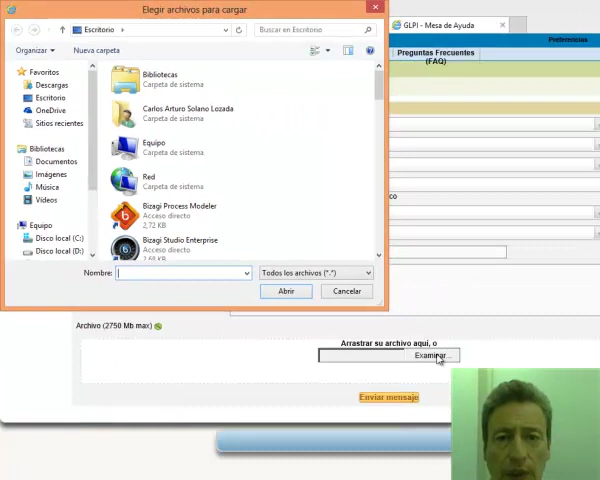 Elegir archivos para cargar
Escritorio
Buscar en Escritorio
Organizar
Nueva carpeta
Favoritos
Descargas
Escritorio
OneDrive
Sitios recientes
Bibliotecas
Documentos
Imágenes
Música
Vídeos
Equipo
Disco local (C:)
Disco local (D:)
Bibliotecas
Carpeta de sistema
Carlos Arturo Solano Lozada
Carpeta de sistema
Equipo
Carpeta de sistema
Red
Carpeta de sistema
Bizagi Process Modeler
Acceso directo
2,72 KB
Bizagi Studio Enterprise
Acceso directo
2,68 KB
Nombre:
Todos los archivos (*.*)
Abrir
Cancelar
GLPI - Mesa de Ayuda
Preferencias
Preguntas Frecuentes
(FAQ)
co
Archivo (2750 Mb max)
Arrastrar su archivo aquí, o
Examinar...
Enviar mensaje